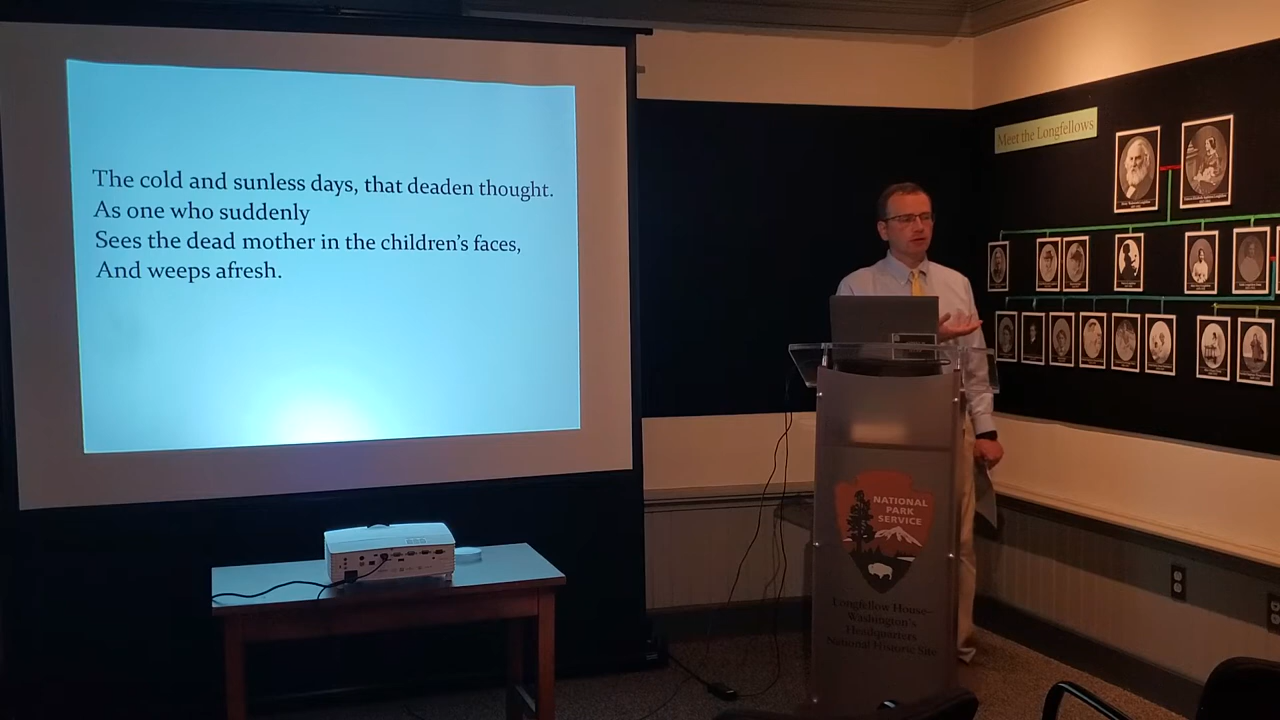 The cold and sunless days, that deaden thought.
As one who suddenly
Sees the dead mother in the children's faces,
And weeps afresh.
Meet the Longfellows
NATIONAL
PARK
SERVICE
Longfellow House-
Washington's
Headquarters
National Historic Site